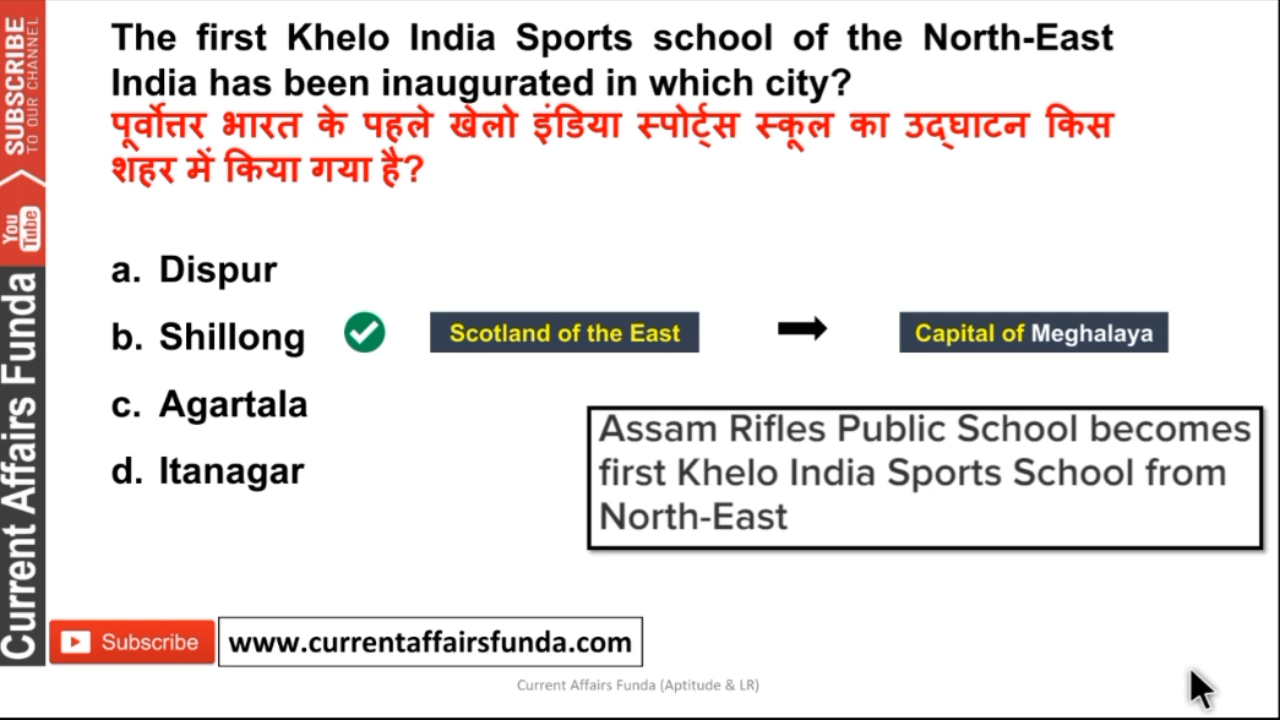 The first Khelo India Sports school of the North-East
India has been inaugurated in which city?
पूर्वोत्तर भारत के पहले खेलो इंडिया स्पोर्ट्स स्कूल का उद्घाटन किस
शहर में किया गया है?
a. Dispur
b. Shillong
Scotland of the East
Capital of Meghalaya
c. Agartala
d. Itanagar
Assam Rifles Public School becomes
first Khelo India Sports School from
North-East
SUBSCRIBE
TO OUR CHANNEL
You
Tube
Current Affairs Funda
Subscribe
www.currentaffairsfunda.com
Current Affairs Funda (Aptitude & LR)